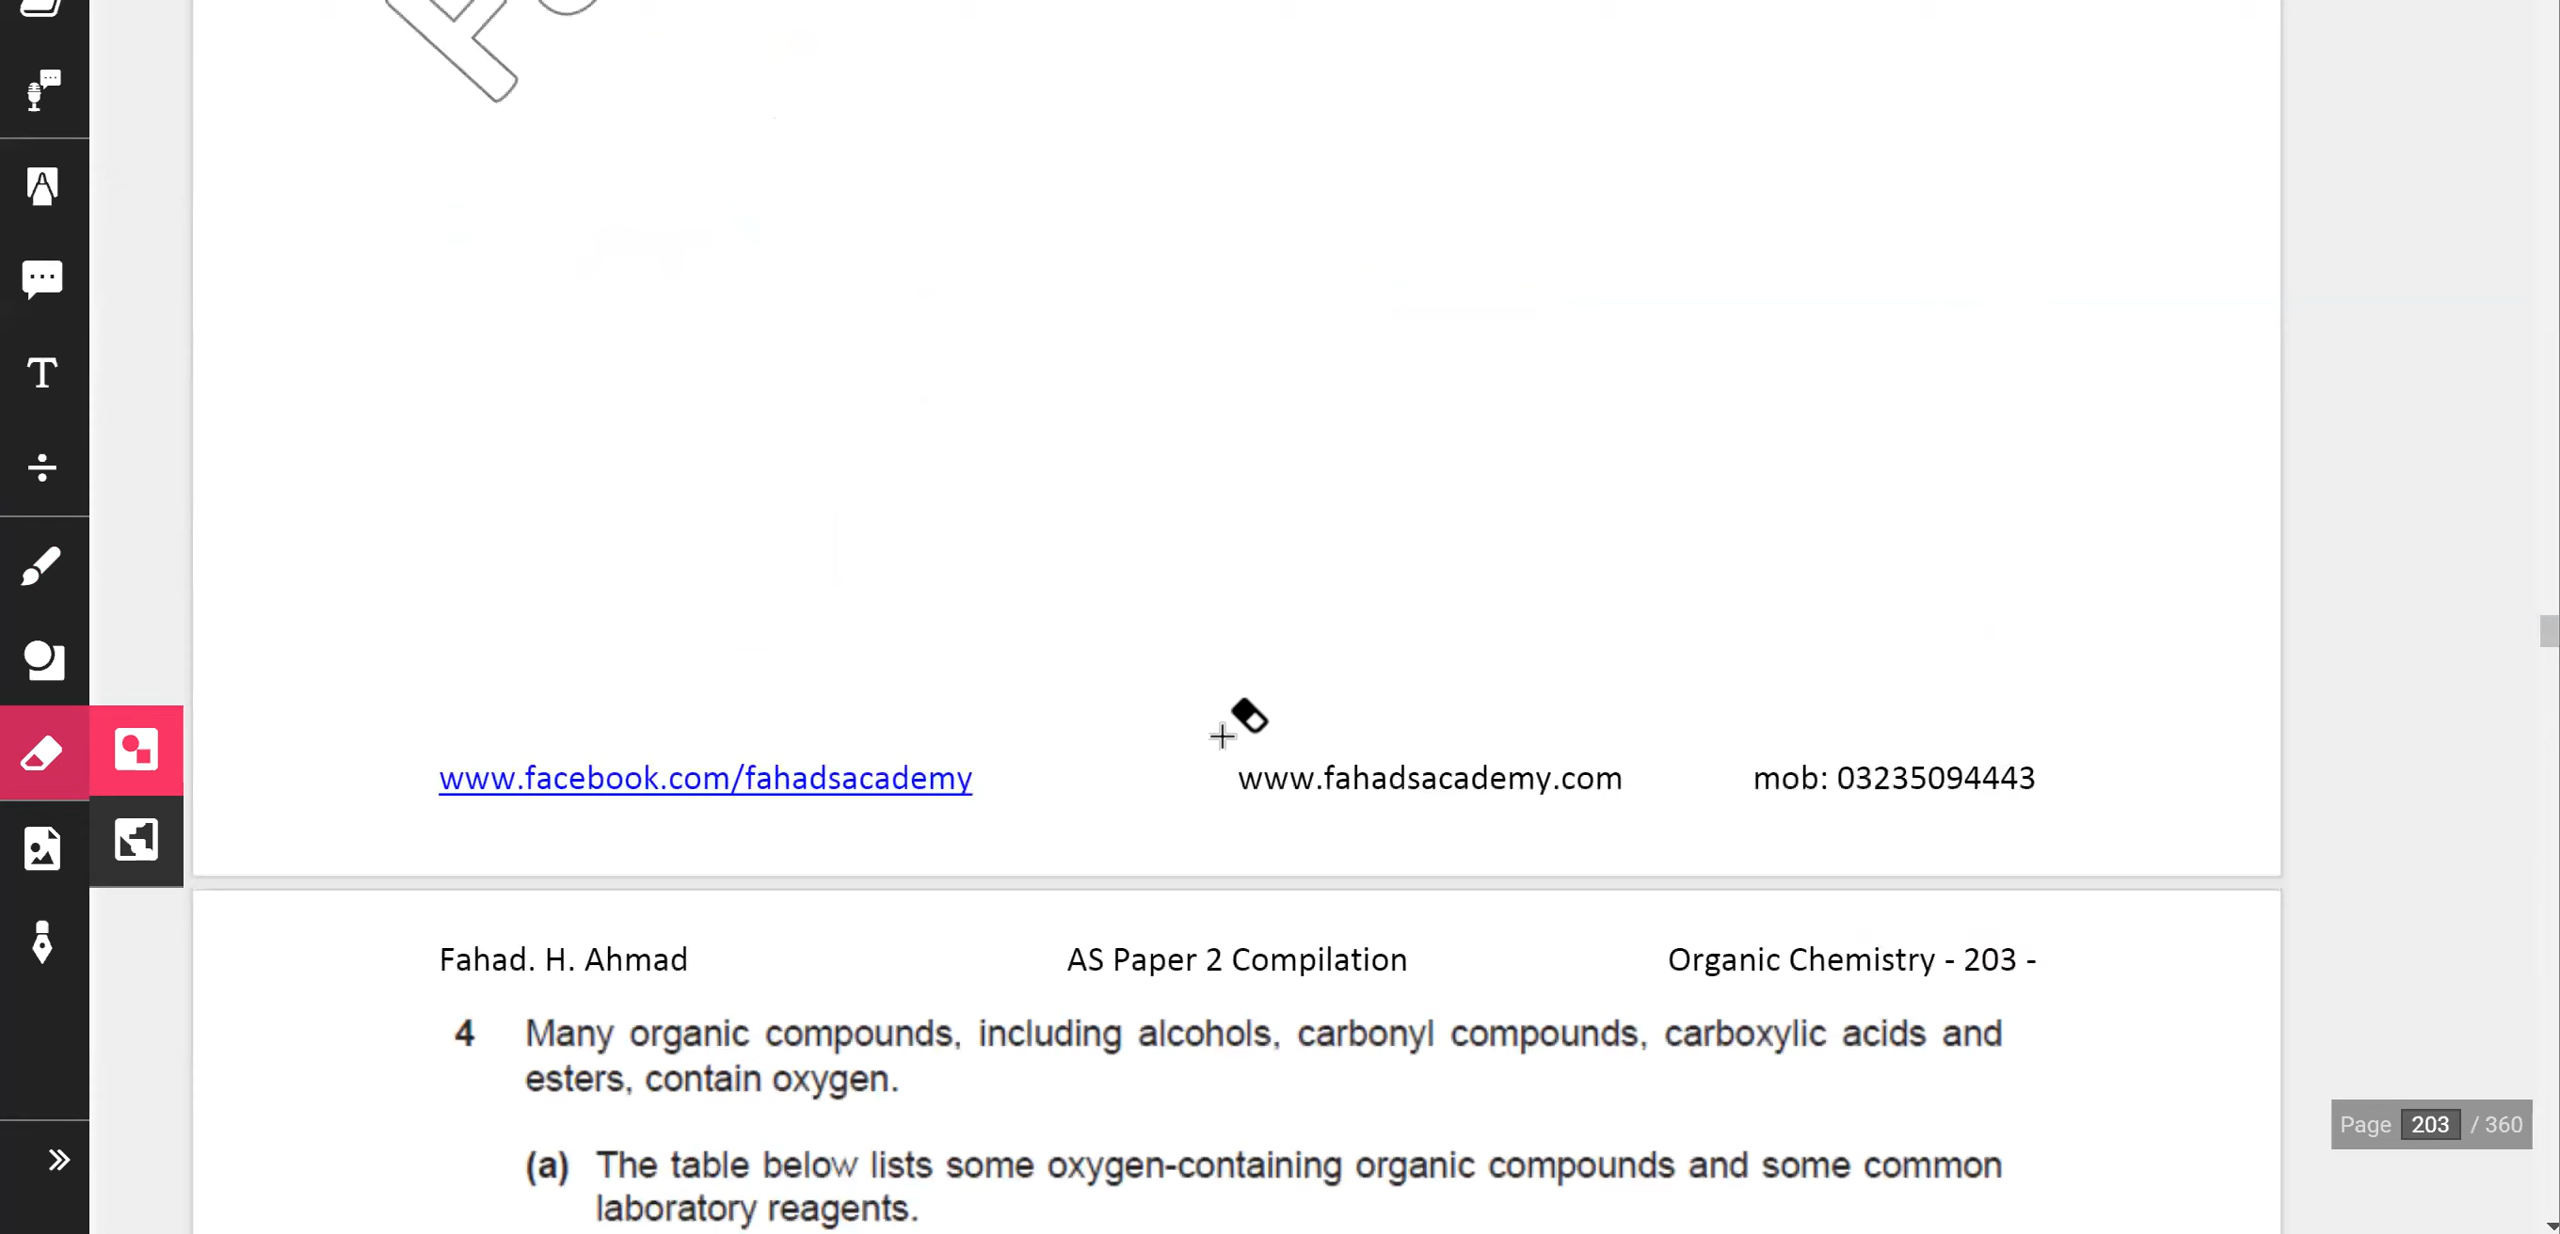 www.facebook.com/fahadsacademy www.fahadsacademy.com mob: 03235094443
Fahad. H. Ahmad AS Paper 2 Compilation Organic Chemistry - 203 -
4 Many organic compounds, including alcohols, carbonyl compounds, carboxylic acids and
esters, contain oxygen.
(a) The table below lists some oxygen-containing organic compounds and some common
laboratory reagents.
Page 203 / 360